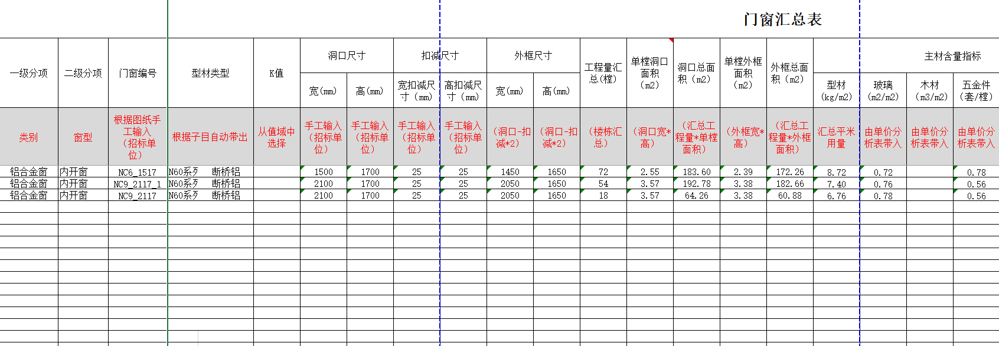 门窗汇总表
一级分项 二级分项 门窗编号 型材类型 K值 洞口尺寸 扣减尺寸 外框尺寸 工程量汇总(樘) 单樘洞口面积(m2) 洞口总面积(m2) 单樘外框面积(m2) 外框总面积(m2) 主材含量指标
宽(mm) 高(mm) 宽扣减尺寸(mm) 高扣减尺寸(mm) 宽(mm) 高(mm) 型材(kg/m2) 玻璃(m2/m2) 木材(m3/m2) 五金件(套/樘)
类别 窗型 根据图纸手工输入(招标单位) 根据子目自动带出 从值域中选择 手工输入(招标单位) 手工输入(招标单位) 手工输入(招标单位) 手工输入(招标单位) (洞口-扣减*2) (洞口-扣减*2) (楼栋汇总) (洞口宽*高) (汇总工程量*单樘面积) (外框宽*高) (汇总工程量*外框面积) 汇总平米用量 由单价分析表带入 由单价分析表带入 由单价分析表带入
铝合金窗 内开窗 NC6_1517 N60系列 断桥铝 1500 1700 25 25 1450 1650 72 2.55 183.60 2.39 172.26 8.72 0.72 0.78
铝合金窗 内开窗 NC9_2117_1 N60系列 断桥铝 2100 1700 25 25 2050 1650 54 3.57 192.78 3.38 182.66 7.40 0.76 0.56
铝合金窗 内开窗 NC9_2117 N60系列 断桥铝 2100 1700 25 25 2050 1650 18 3.57 64.26 3.38 60.88 6.76 0.78 0.56